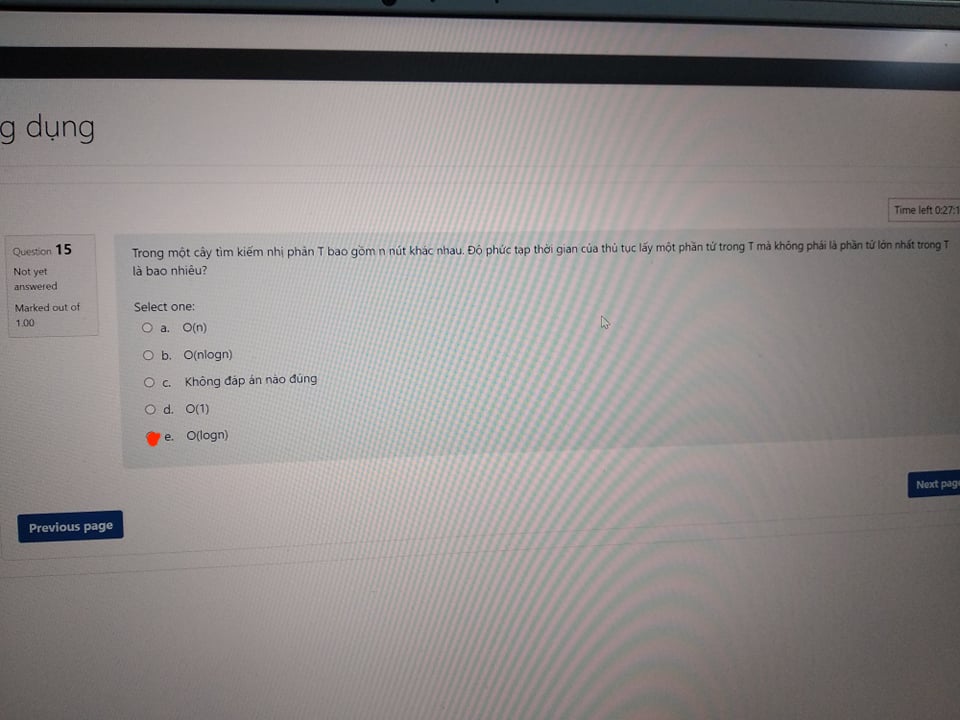 g dụng
Time left 0:27:1
Question 15
Not yet
answered
Marked out of
1.00
Trong một cây tìm kiếm nhị phân T bao gồm n nút khác nhau. Độ phức tạp thời gian của thủ tục lấy một phần tử trong T mà không phải là phần tử lớn nhất trong T
là bao nhiêu?
Select one:
a. O(n)
b. O(nlogn)
c. Không đáp án nào đúng
d. O(1)
e. O(logn)
Next page
Previous page